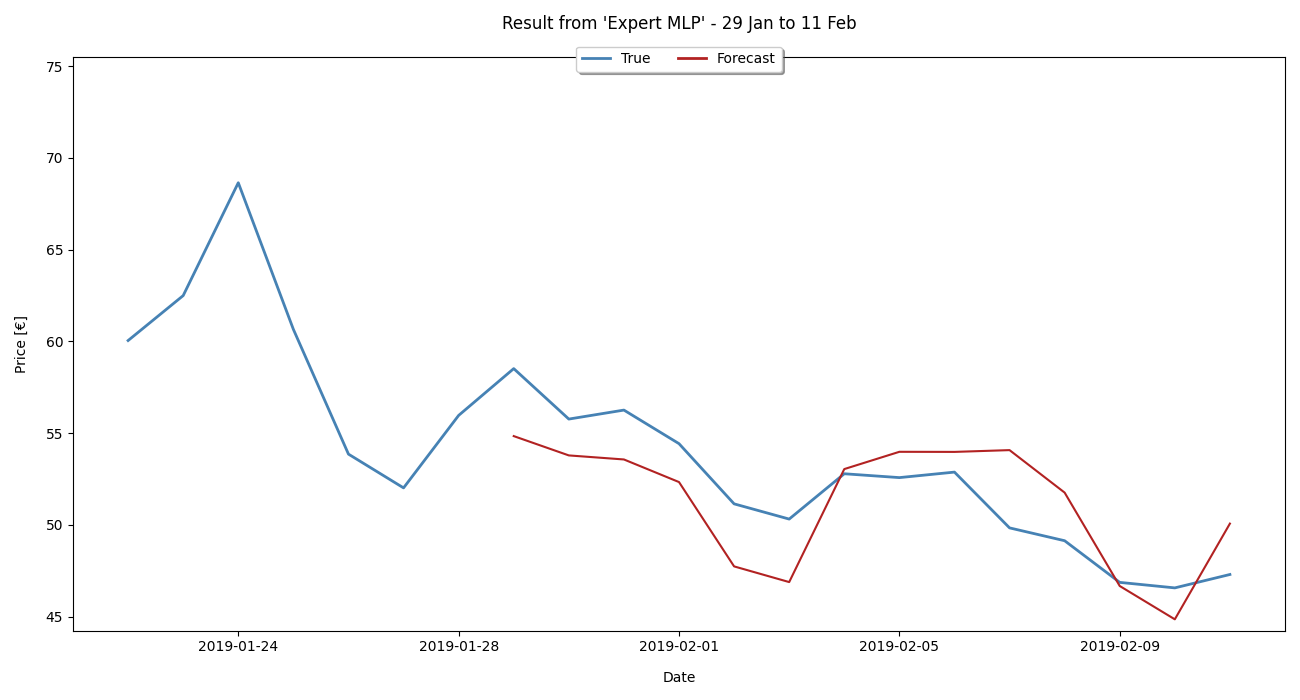 Result from 'Expert MLP' - 29 Jan to 11 Feb
True
Forecast
75
70
65
60
55
50
45
Price [€]
2019-01-24
2019-01-28
2019-02-01
2019-02-05
2019-02-09
Date